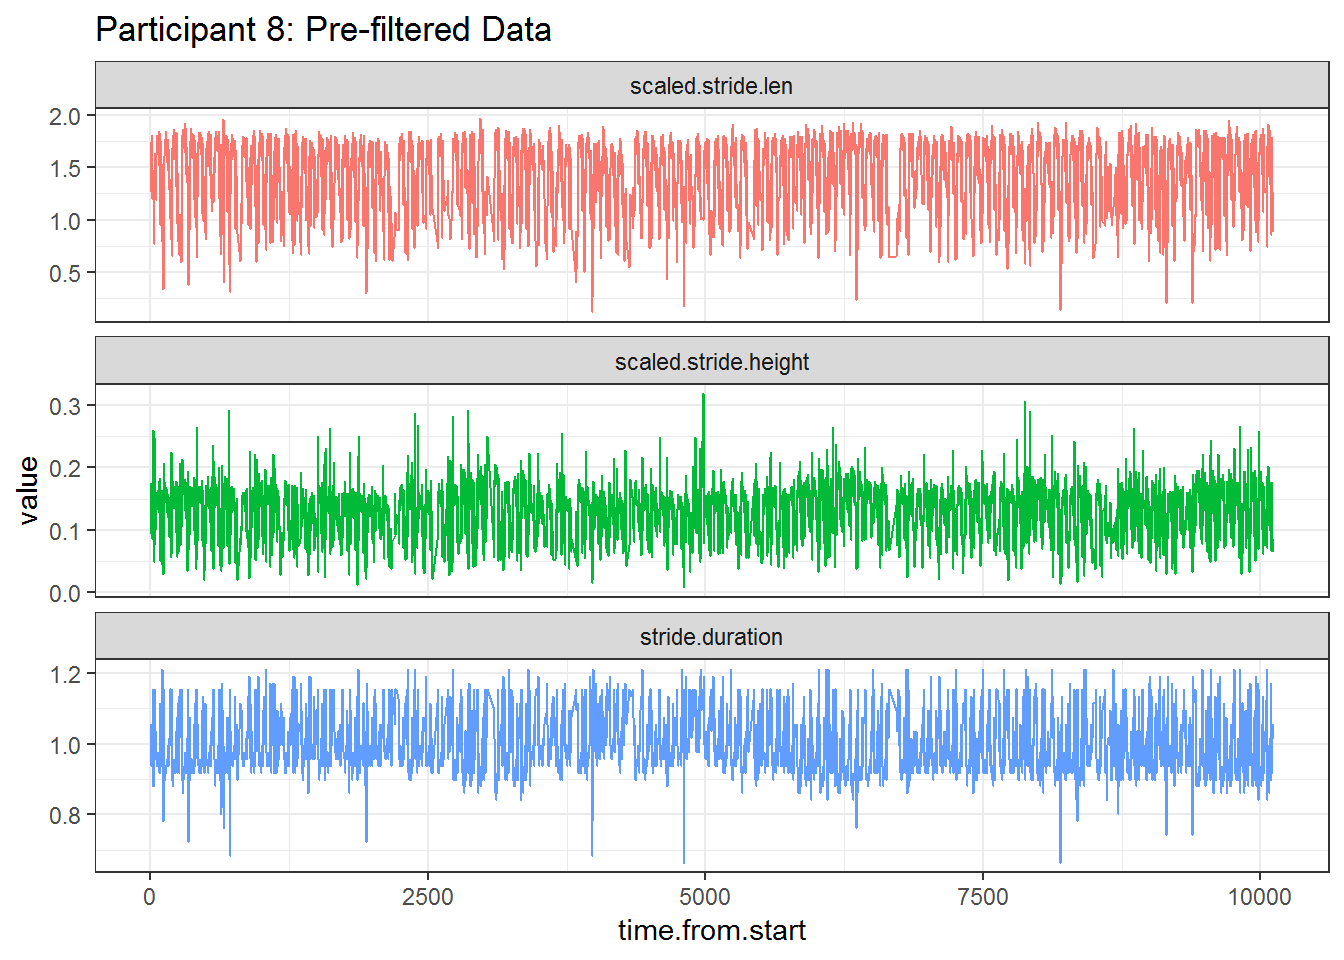 Participant 8: Pre-filtered Data
scaled.stride.len
2.0
1.5
1.0
0.5
scaled.stride.height
0.3
0.2
0.1
0.0
value
stride.duration
1.2
1.0
0.8
0 2500 5000 7500 10000
time.from.start